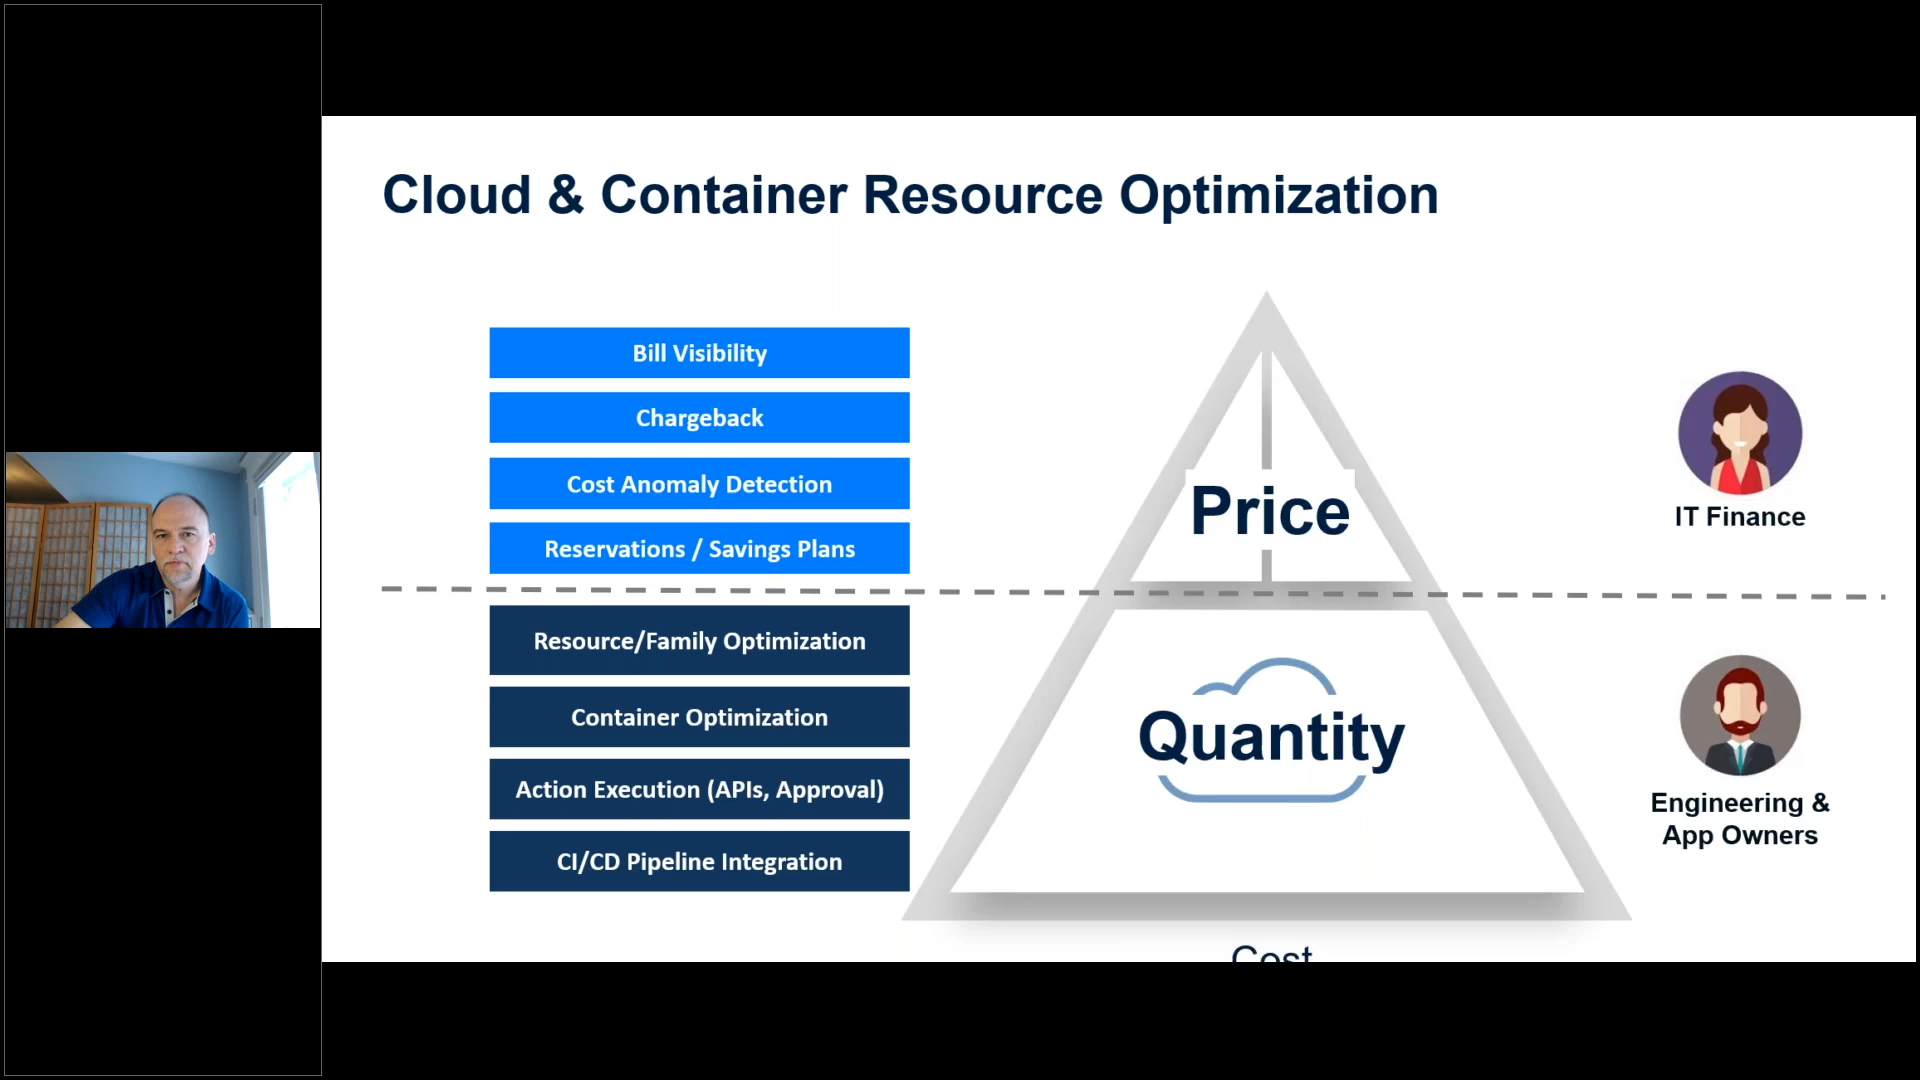 Cloud & Container Resource Optimization
Bill Visibility
Chargeback
Cost Anomaly Detection
Reservations / Savings Plans
Resource/Family Optimization
Container Optimization
Action Execution (APIs, Approval)
CI/CD Pipeline Integration
Price
Quantity
Cost
IT Finance
Engineering &
App Owners